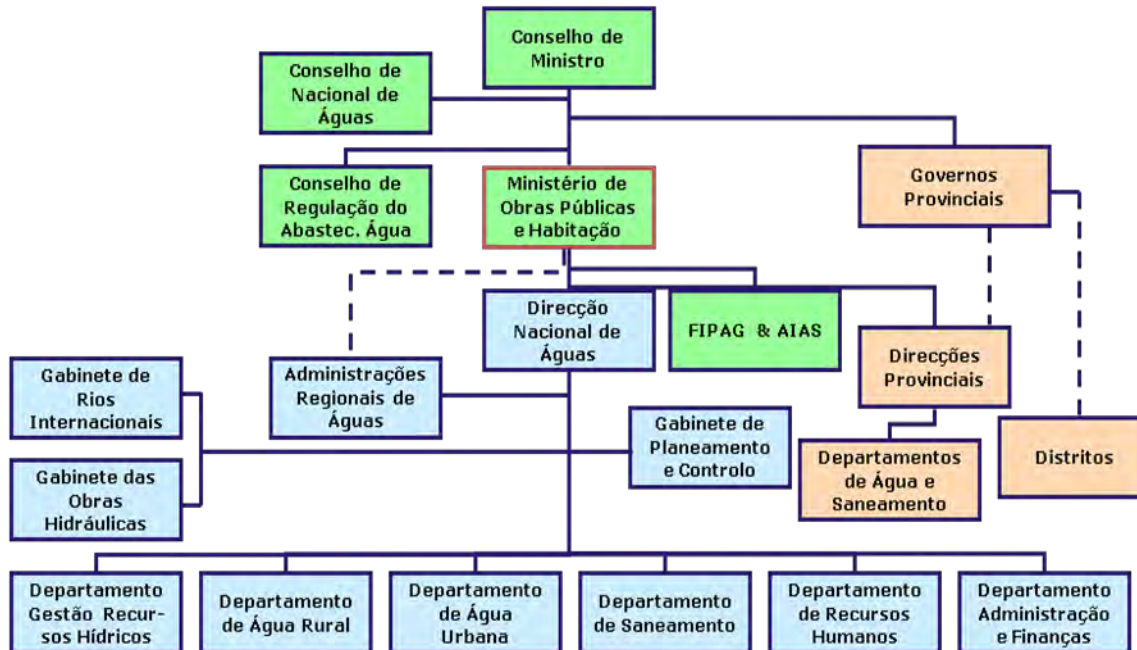 Conselho de
Ministro
Conselho de
Nacional de
Águas
Conselho de
Regulação do
Abastec. Água
Ministério de
Obras Públicas
e Habitação
Governos
Provinciais
Direcção
Nacional de
Águas
FIPAG & AIAS
Direcções
Provinciais
Gabinete de
Rios
Internacionais
Administrações
Regionais de
Águas
Gabinete de
Planeamento
e Controlo
Departamentos
de Água e
Saneamento
Distritos
Gabinete das
Obras
Hidráulicas
Departamento
Gestão Recur-
sos Hídricos
Departamento
de Água Rural
Departamento
de Água
Urbana
Departamento
de Saneamento
Departamento
de Recursos
Humanos
Departamento
Administração
e Finanças